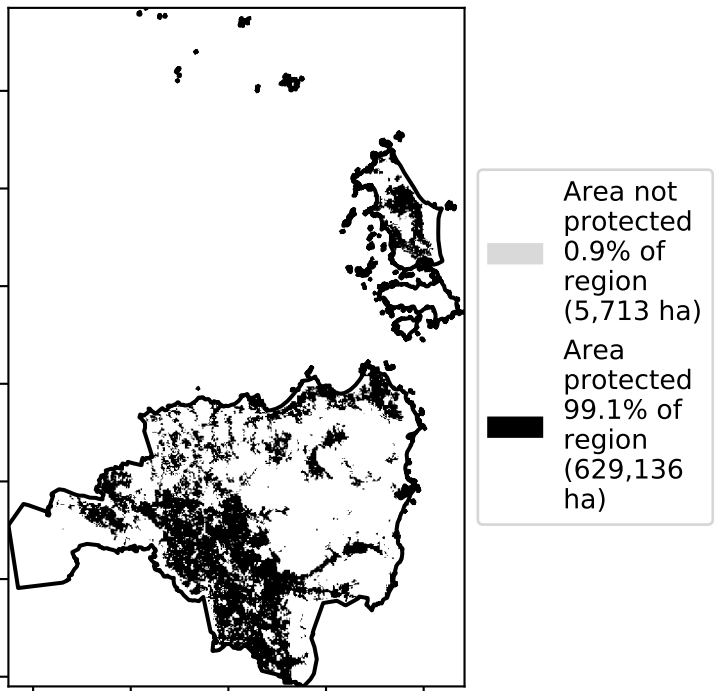 Area not
protected
0.9% of
region
(5,713 ha)
Area
protected
99.1% of
region
(629,136
ha)